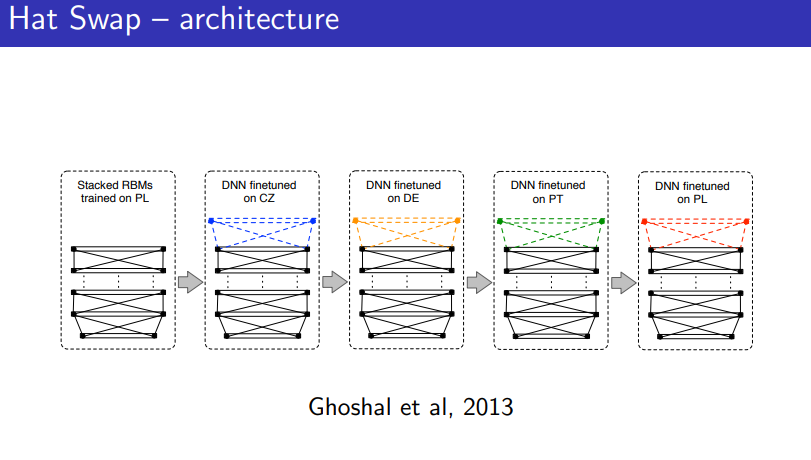 Hat Swap – architecture
Stacked RBMs
trained on PL
DNN finetuned
on CZ
DNN finetuned
on DE
DNN finetuned
on PT
DNN finetuned
on PL
Ghoshal et al, 2013